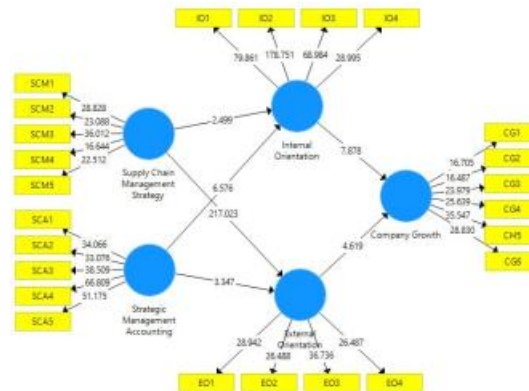 IO1
IO2
IO3
IO4
79.861
178.751
68.984
28.995
SCM1
SCM2
SCM3
SCM4
SCM5
28.828
23.088
36.012
16.644
22.512
Supply Chain
Management
Strategy
2.499
Internal
Orientation
7.878
6.576
217.023
CG1
CG2
CG3
CG4
CH5
CG6
16.705
16.487
23.979
25.639
35.547
28.830
Company Growth
SCA1
SCA2
SCA3
SCA4
SCA5
34.066
33.076
38.509
66.809
51.175
Strategic
Management
Accounting
3.347
4.619
External
Orientation
28.942
26.488
36.736
26.487
EO1
EO2
EO3
EO4